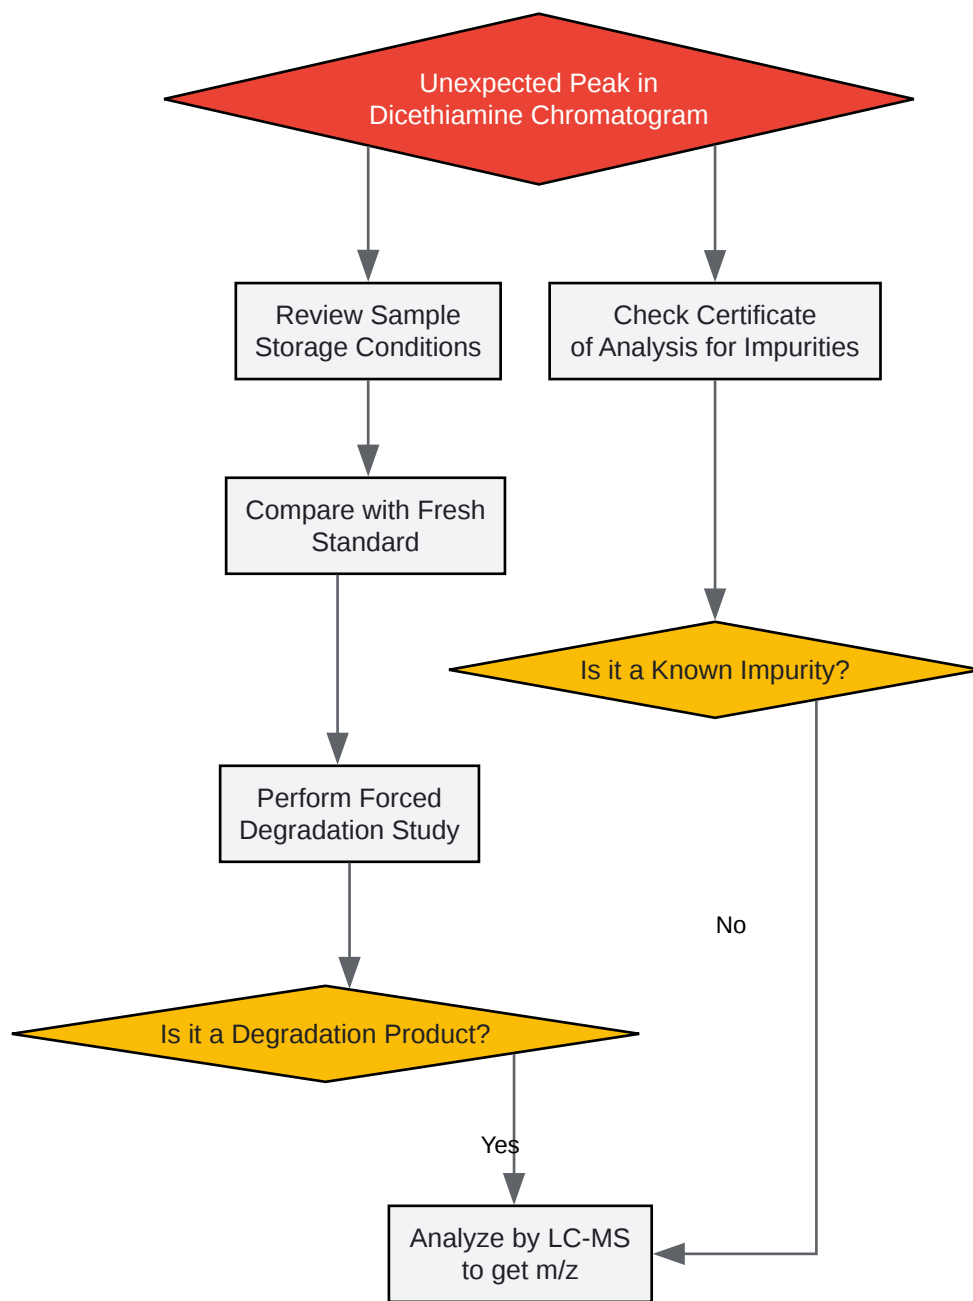 Unexpected Peak in
Dicethiamine Chromatogram
Review Sample
Storage Conditions
Check Certificate
of Analysis for Impurities
Compare with Fresh
Standard
Is it a Known Impurity?
Perform Forced
Degradation Study
No
Is it a Degradation Product?
Yes
Analyze by LC-MS
to get m/z